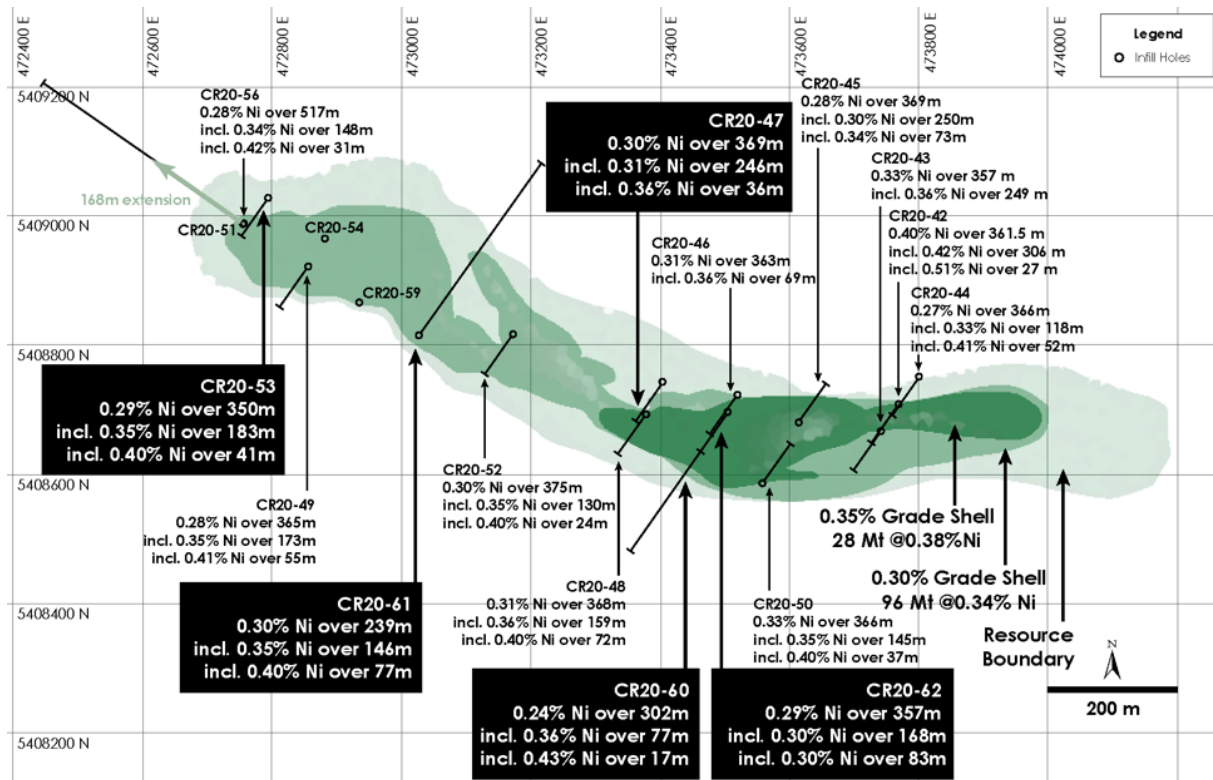 472400 E
472600 E
472800 E
473000 E
473200 E
473400 E
473600 E
473800 E
474000 E
Legend
Infill Holes
5409200 N
5409000 N
5408800 N
5408600 N
5408400 N
5408200 N
CR20-56
0.28% Ni over 517m
incl. 0.34% Ni over 148m
incl. 0.42% Ni over 31m
168m extension
CR20-51
CR20-54
CR20-59
CR20-47
0.30% Ni over 369m
incl. 0.31% Ni over 246m
incl. 0.36% Ni over 36m
CR20-45
0.28% Ni over 369m
incl. 0.30% Ni over 250m
incl. 0.34% Ni over 73m
CR20-43
0.33% Ni over 357 m
incl. 0.36% Ni over 249 m
CR20-42
0.40% Ni over 361.5 m
incl. 0.42% Ni over 306 m
incl. 0.51% Ni over 27 m
CR20-46
0.31% Ni over 363m
incl. 0.36% Ni over 69m
CR20-44
0.27% Ni over 366m
incl. 0.33% Ni over 118m
incl. 0.41% Ni over 52m
CR20-53
0.29% Ni over 350m
incl. 0.35% Ni over 183m
incl. 0.40% Ni over 41m
CR20-49
0.28% Ni over 365m
incl. 0.35% Ni over 173m
incl. 0.41% Ni over 55m
CR20-52
0.30% Ni over 375m
incl. 0.35% Ni over 130m
incl. 0.40% Ni over 24m
CR20-61
0.30% Ni over 239m
incl. 0.35% Ni over 146m
incl. 0.40% Ni over 77m
CR20-48
0.31% Ni over 368m
incl. 0.36% Ni over 159m
incl. 0.40% Ni over 72m
CR20-50
0.33% Ni over 366m
incl. 0.35% Ni over 145m
incl. 0.40% Ni over 37m
0.35% Grade Shell
28 Mt @0.38%Ni
0.30% Grade Shell
96 Mt @0.34% Ni
Resource
Boundary
CR20-60
0.24% Ni over 302m
incl. 0.36% Ni over 77m
incl. 0.43% Ni over 17m
CR20-62
0.29% Ni over 357m
incl. 0.30% Ni over 168m
incl. 0.30% Ni over 83m
N
200 m